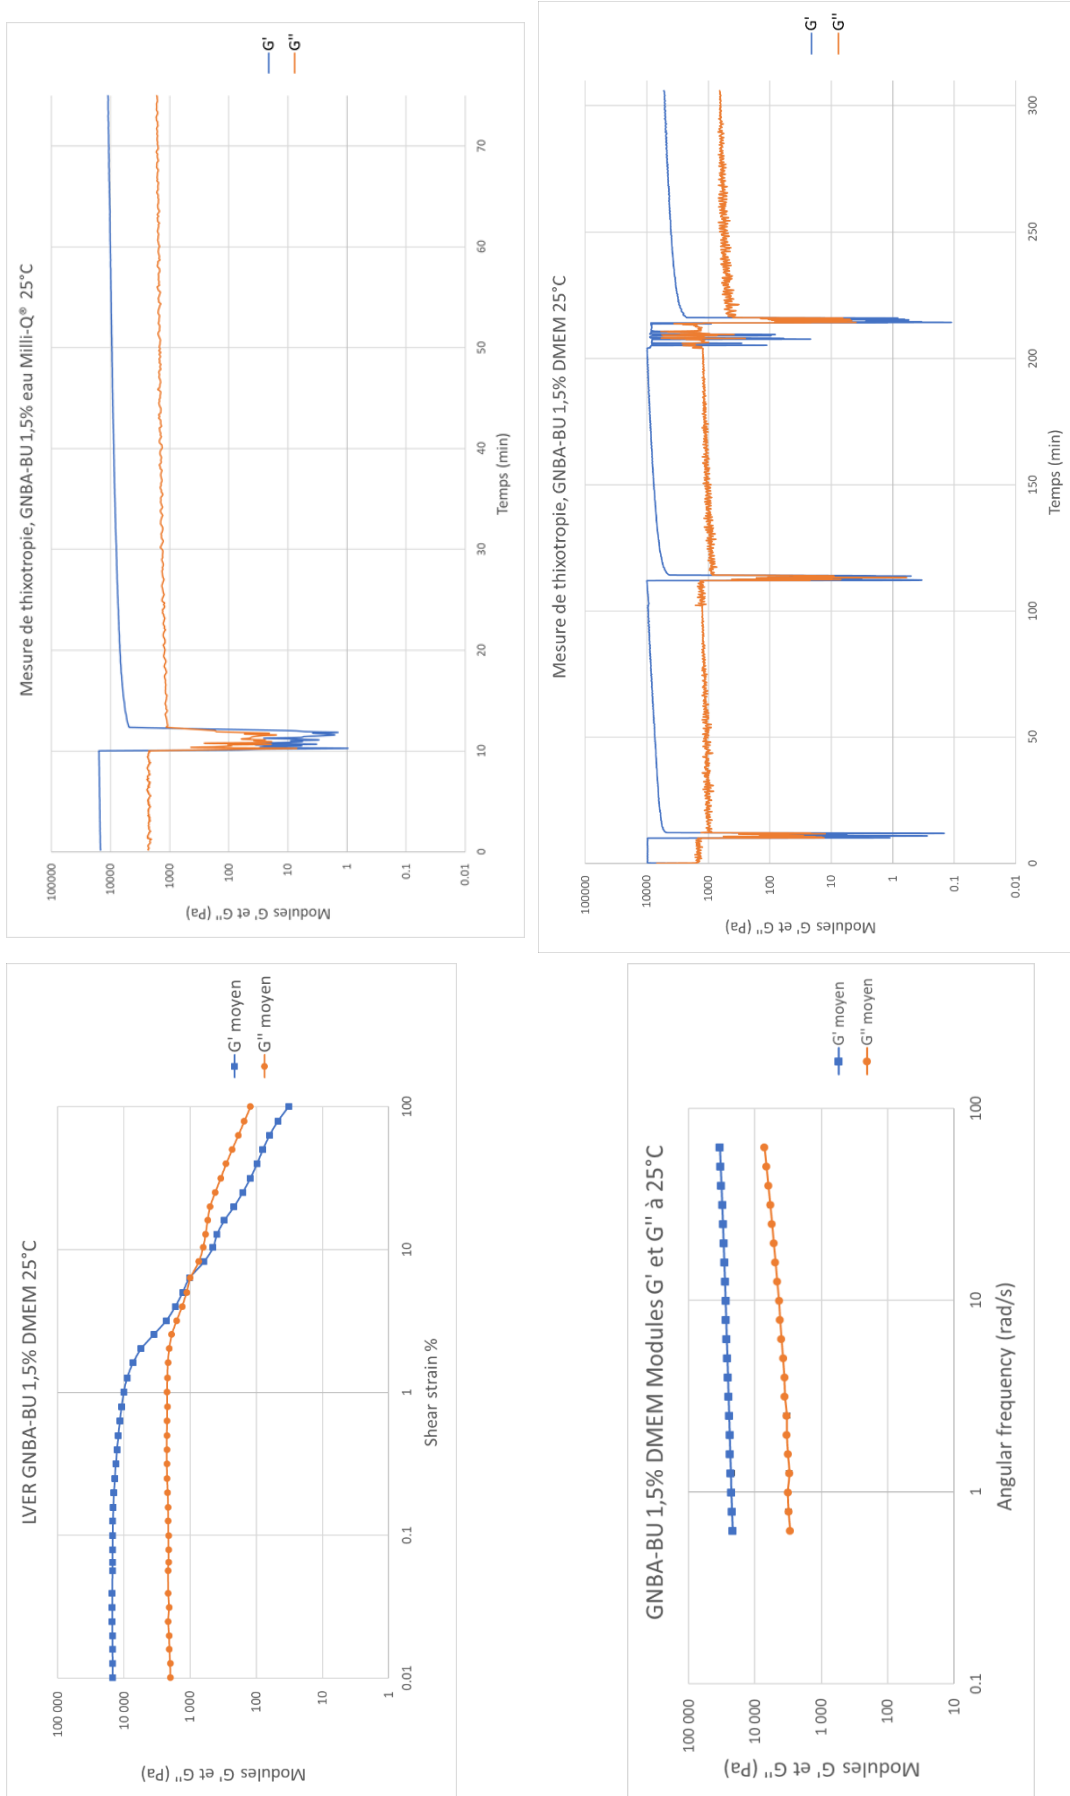 LVER GNBA-BU 1,5% DMEM 25°C
Modules G' et G'' (Pa)
100 000
10 000
1 000
100
10
1
0.01
0.1
1
10
100
Shear strain %
G' moyen
G'' moyen
Mesure de thixotropie, GNBA-BU 1,5% eau Milli-Q® 25°C
Modules G' et G'' (Pa)
100000
10000
1000
100
10
1
0.1
0.01
0
10
20
30
40
50
60
70
Temps (min)
G'
G''
GNBA-BU 1,5% DMEM Modules G' et G'' à 25°C
Modules G' et G'' (Pa)
100 000
10 000
1 000
100
10
0.1
1
10
100
Angular frequency (rad/s)
G' moyen
G'' moyen
Mesure de thixotropie, GNBA-BU 1,5% DMEM 25°C
Modules G' et G'' (Pa)
100000
10000
1000
100
10
1
0.1
0.01
0
50
100
150
200
250
300
Temps (min)
G'
G''